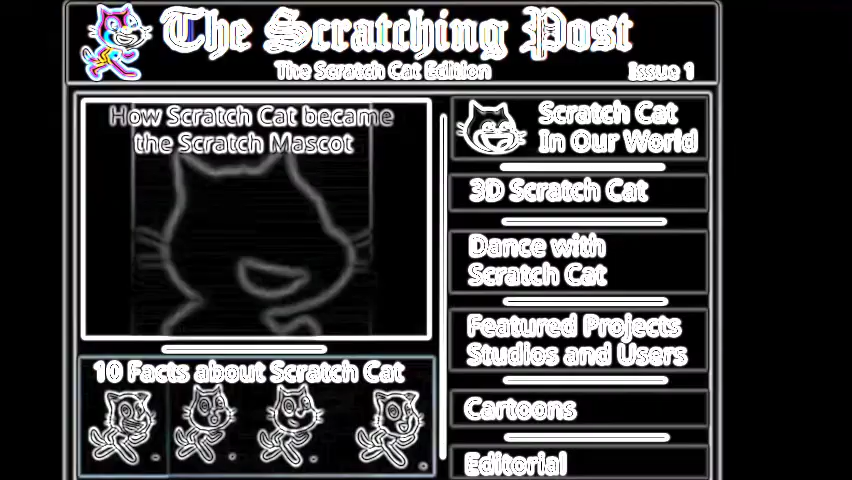 The Scratching Post
The Scratch Cat Edition
Issue 1
How Scratch Cat became
the Scratch Mascot
10 Facts about Scratch Cat
Scratch Cat
In Our World
3D Scratch Cat
Dance with
Scratch Cat
Featured Projects
Studios and Users
Cartoons
Editorial